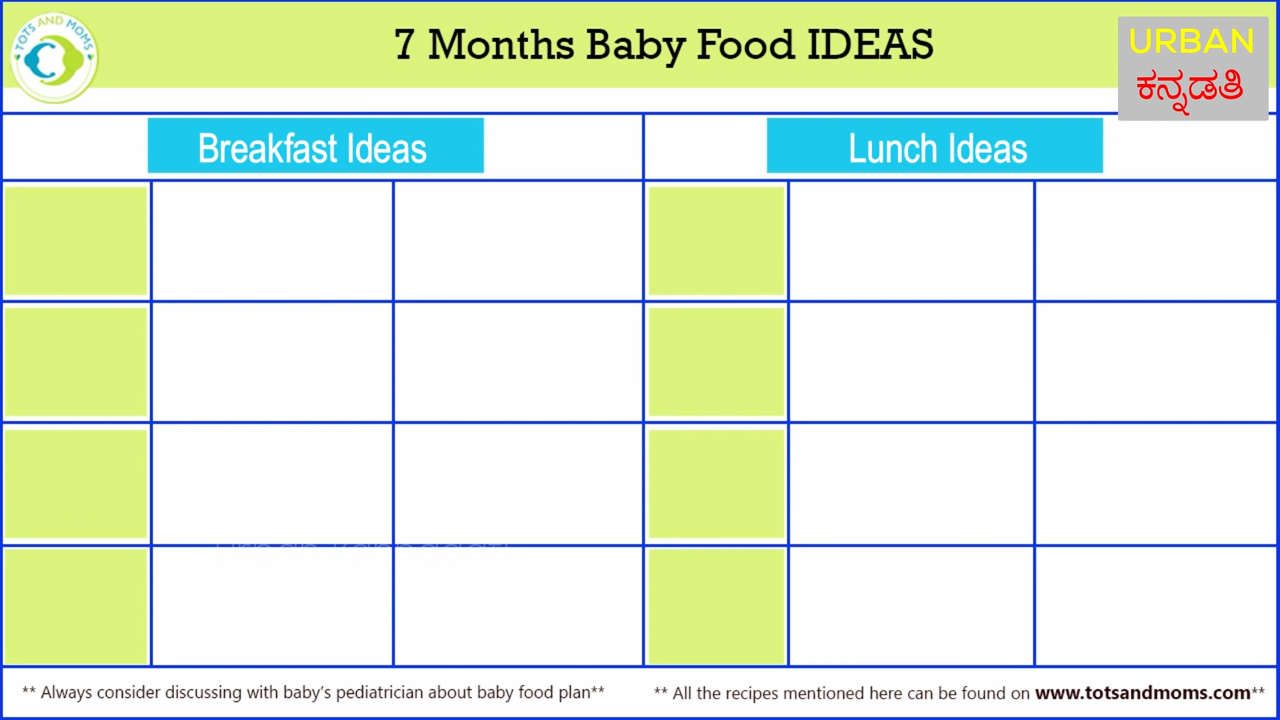 TOTS AND MOMS
7 Months Baby Food IDEAS
URBAN
ಕನ್ನಡತಿ
Breakfast Ideas
Lunch Ideas
** Always consider discussing with baby's pediatrician about baby food plan**
** All the recipes mentioned here can be found on www.totsandmoms.com**